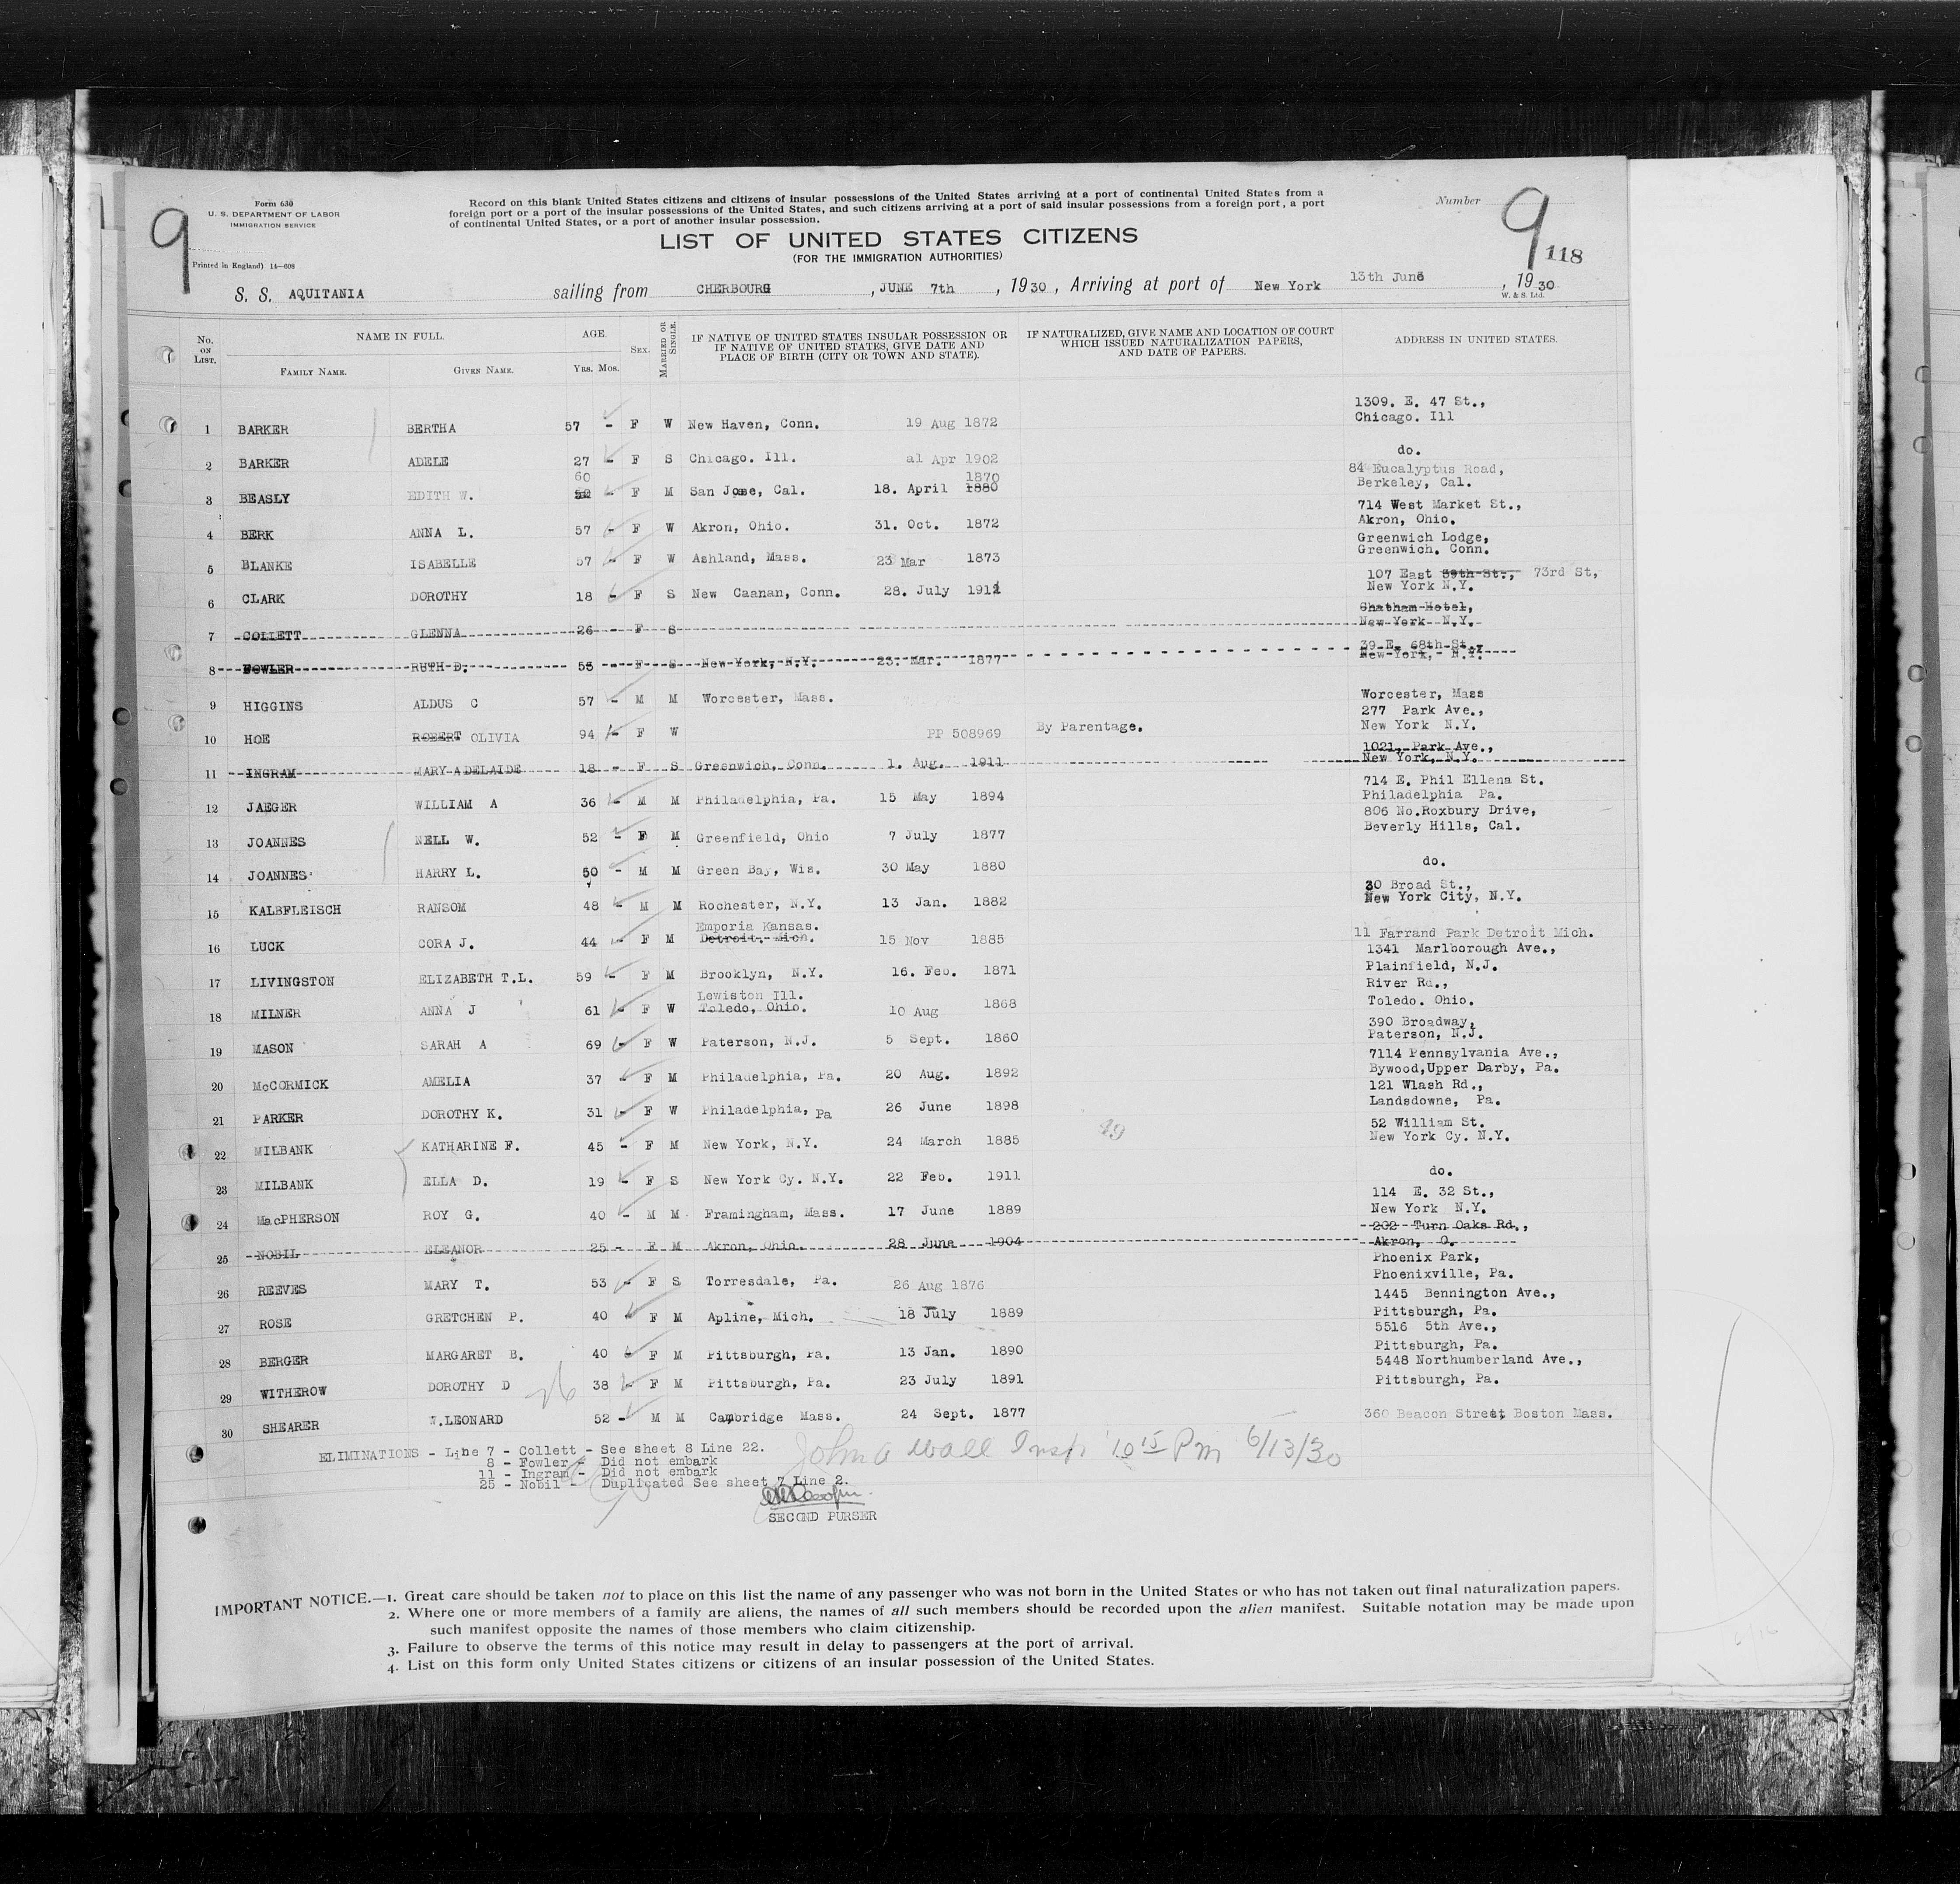 9
Form 630
U. S. DEPARTMENT OF LABOR
IMMIGRATION SERVICE
Printed in England) 14—608
Record on this blank United States citizens and citizens of insular possessions of the United States arriving at a port of continental United States from a
foreign port or a port of the insular possessions of the United States, and such citizens arriving at a port of said insular possessions from a foreign port, a port
of continental United States, or a port of another insular possession.
Number 9
118
LIST OF UNITED STATES CITIZENS
(FOR THE IMMIGRATION AUTHORITIES)
S. S. AQUITANIA sailing from CHERBOURG , JUNE 7th , 1930 , Arriving at port of New York 13th June , 1930
W. & S. Ltd.
No. ON LIST. NAME IN FULL. FAMILY NAME. GIVEN NAME. AGE. YRS. MOS. SEX. MARRIED OR SINGLE. IF NATIVE OF UNITED STATES INSULAR POSSESSION OR IF NATIVE OF UNITED STATES, GIVE DATE AND PLACE OF BIRTH (CITY OR TOWN AND STATE). IF NATURALIZED, GIVE NAME AND LOCATION OF COURT WHICH ISSUED NATURALIZATION PAPERS, AND DATE OF PAPERS. ADDRESS IN UNITED STATES.
1 BARKER BERTHA 57 - F W New Haven, Conn. 19 Aug 1872 1309. E. 47 St., Chicago. Ill
2 BARKER ADELE 27 - F S Chicago. Ill. a1 Apr 1902 do.
3 BEASLY EDITH W. 60 50 - F M San Jose, Cal. 18. April 1870 1880 84 Eucalyptus Road, Berkeley, Cal.
4 BERK ANNA L. 57 - F W Akron, Ohio. 31. Oct. 1872 714 West Market St., Akron, Ohio.
5 BLANKE ISABELLE 57 - F W Ashland, Mass. 23 Mar 1873 Greenwich Lodge, Greenwich. Conn.
6 CLARK DOROTHY 18 - F S New Caanan, Conn. 28. July 1912 107 East 39th St., 73rd St, New York N.Y.
7 COLLETT GLENNA 26 - F S Chatham Hotel, New York N.Y.
8 FOWLER RUTH D. 53 - F S New York, N.Y. 23. Mar. 1877 39 E. 68th St., New York, N.Y.
9 HIGGINS ALDUS C 57 - M M Worcester, Mass. Worcester, Mass
10 HOE ROBERT OLIVIA 94 - F W PP 508969 By Parentage. 277 Park Ave., New York N.Y.
11 INGRAM MARY ADELAIDE 18 - F S Greenwich, Conn. 1. Aug. 1911 1021, Park Ave., New York, N.Y.
12 JAEGER WILLIAM A 36 - M M Philadelphia, Pa. 15 May 1894 714 E. Phil Ellena St. Philadelphia Pa.
13 JOANNES NELL W. 52 - F M Greenfield, Ohio 7 July 1877 806 No.Roxbury Drive, Beverly Hills, Cal.
14 JOANNES HARRY L. 50 - M M Green Bay, Wis. 30 May 1880 do.
15 KALBFLEISCH RANSOM 48 - M M Rochester, N.Y. 13 Jan. 1882 30 Broad St., New York City, N.Y.
16 LUCK CORA J. 44 - F M Emporia Kansas. Detroit. Mich. 15 Nov 1885 11 Farrand Park Detroit Mich.
17 LIVINGSTON ELIZABETH T.L. 59 - F M Brooklyn, N.Y. 16. Feb. 1871 1341 Marlborough Ave., Plainfield, N.J.
18 MILNER ANNA J 61 - F W Lewiston Ill. Toledo, Ohio. 10 Aug 1868 River Rd., Toledo. Ohio.
19 MASON SARAH A 69 - F W Paterson, N.J. 5 Sept. 1860 390 Broadway, Paterson, N.J.
20 McCORMICK AMELIA 37 - F M Philadelphia, Pa. 20 Aug. 1892 7114 Pennsylvania Ave., Bywood,Upper Darby, Pa.
21 PARKER DOROTHY K. 31 - F W Philadelphia, Pa 26 June 1898 121 Wlash Rd., Landsdowne, Pa.
22 MILBANK KATHARINE F. 45 - F M New York, N.Y. 24 March 1885 49 52 William St. New York Cy. N.Y.
23 MILBANK ELLA D. 19 - F S New York Cy. N.Y. 22 Feb. 1911 do.
24 MacPHERSON ROY G. 40 - M M Framingham, Mass. 17 June 1889 114 E. 32 St., New York N.Y.
25 NOBIL ELEANOR 25 - F M Akron, Ohio. 28 June 1904 202 Turn Oaks Rd., Akron, O.
26 REEVES MARY T. 53 - F S Torresdale, Pa. 26 Aug 1876 Phoenix Park, Phoenixville, Pa.
27 ROSE GRETCHEN P. 40 F M Apline, Mich. 18 July 1889 1445 Bennington Ave., Pittsburgh, Pa.
28 BERGER MARGARET B. 40 - F M Pittsburgh, Pa. 13 Jan. 1890 5516 5th Ave., Pittsburgh, Pa.
29 WITHEROW DOROTHY D 38 - F M Pittsburgh, Pa. 23 July 1891 5448 Northumberland Ave., Pittsburgh, Pa.
30 SHEARER W.LEONARD 52 - M M Cambridge Mass. 24 Sept. 1877 360 Beacon Street, Boston Mass.
26
ELIMINATIONS - Line 7 - Collett - See sheet 8 Line 22.
8 - Fowler - Did not embark
11 - Ingram - Did not embark
25 - Nobil - Duplicated See sheet 7 Line 2.
John A Wall Insp. 10 15 Pm 6/13/30
SECOND PURSER
IMPORTANT NOTICE.—1. Great care should be taken not to place on this list the name of any passenger who was not born in the United States or who has not taken out final naturalization papers.
2. Where one or more members of a family are aliens, the names of all such members should be recorded upon the alien manifest. Suitable notation may be made upon
such manifest opposite the names of those members who claim citizenship.
3. Failure to observe the terms of this notice may result in delay to passengers at the port of arrival.
4. List on this form only United States citizens or citizens of an insular possession of the United States.